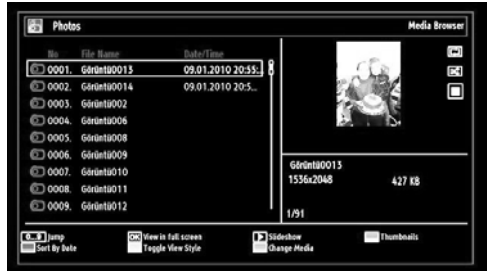 Photos Media Browser
No File Name Date/Time
0001. Görüntü0013 09.01.2010 20:55:
0002. Görüntü0014 09.01.2010 20:5...
0003. Görüntü002
0004. Görüntü006
0005. Görüntü008
0006. Görüntü009
0007. Görüntü010
0008. Görüntü011
0009. Görüntü012
Görüntü0013
1536x2048 427 KB
1/91
0...9 Jump OK View in full screen Slideshow Thumbnails
Sort By Date Toggle View Style Change Media